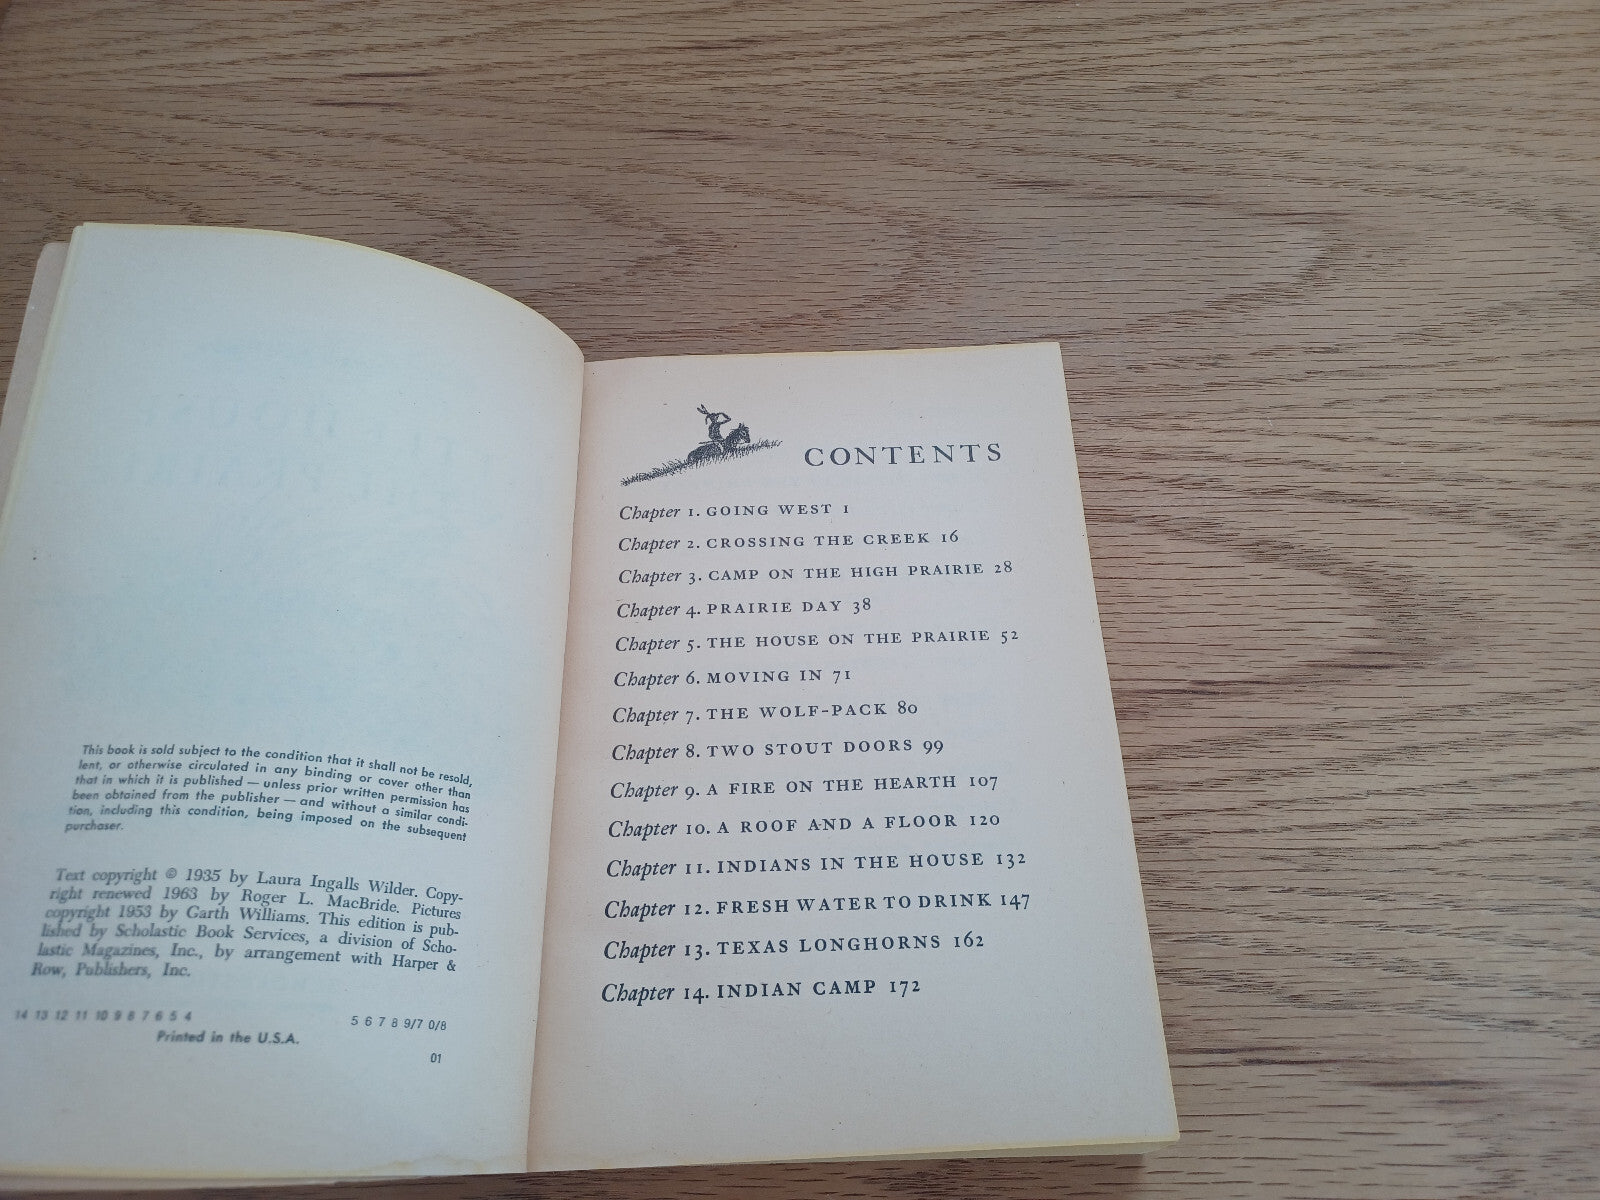 This book is sold subject to the condition that it shall not be resold,
lent, or otherwise circulated in any binding or cover other than
that in which it is published — unless prior written permission has
been obtained from the publisher — and without a similar condi-
tion, including this condition, being imposed on the subsequent
purchaser.
Text copyright © 1935 by Laura Ingalls Wilder. Copy-
right renewed 1963 by Roger L. MacBride. Pictures
copyright 1953 by Garth Williams. This edition is pub-
lished by Scholastic Book Services, a division of Scho-
lastic Magazines, Inc., by arrangement with Harper &
Row, Publishers, Inc.
14 13 12 11 10 9 8 7 6 5 4 5 6 7 8 9/7 0/8
Printed in the U.S.A.
01
CONTENTS
Chapter 1. GOING WEST 1
Chapter 2. CROSSING THE CREEK 16
Chapter 3. CAMP ON THE HIGH PRAIRIE 28
Chapter 4. PRAIRIE DAY 38
Chapter 5. THE HOUSE ON THE PRAIRIE 52
Chapter 6. MOVING IN 71
Chapter 7. THE WOLF-PACK 80
Chapter 8. TWO STOUT DOORS 99
Chapter 9. A FIRE ON THE HEARTH 107
Chapter 10. A ROOF AND A FLOOR 120
Chapter 11. INDIANS IN THE HOUSE 132
Chapter 12. FRESH WATER TO DRINK 147
Chapter 13. TEXAS LONGHORNS 162
Chapter 14. INDIAN CAMP 172